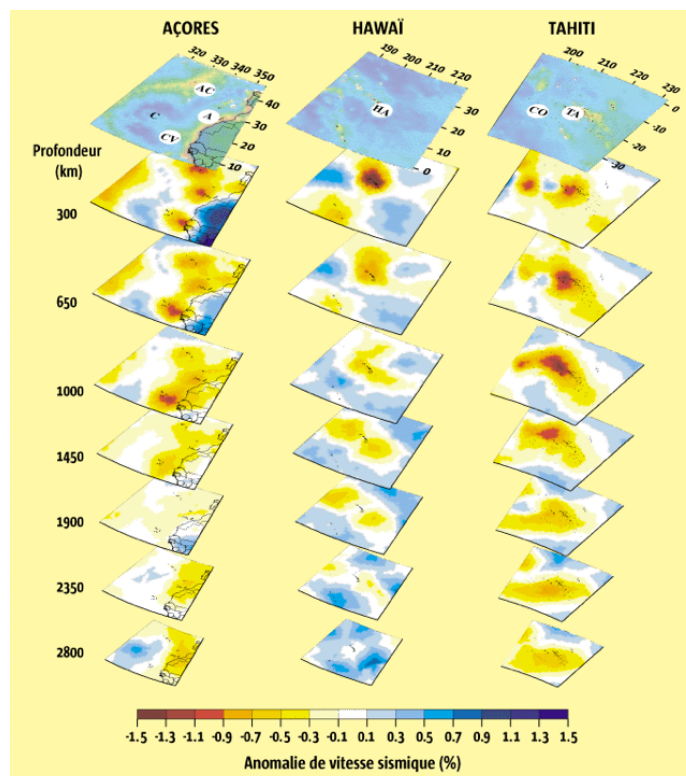 AÇORES
HAWAÏ
TAHITI
320
330
340
350
40
30
20
10
AC
C
A
CV
190
200
210
220
30
20
10
0
HA
200
210
220
230
0
-10
-20
-30
CO
TA
Profondeur
(km)
300
650
1000
1450
1900
2350
2800
-1.5 -1.3 -1.1 -0.9 -0.7 -0.5 -0.3 -0.1 0.1 0.3 0.5 0.7 0.9 1.1 1.3 1.5
Anomalie de vitesse sismique (%)